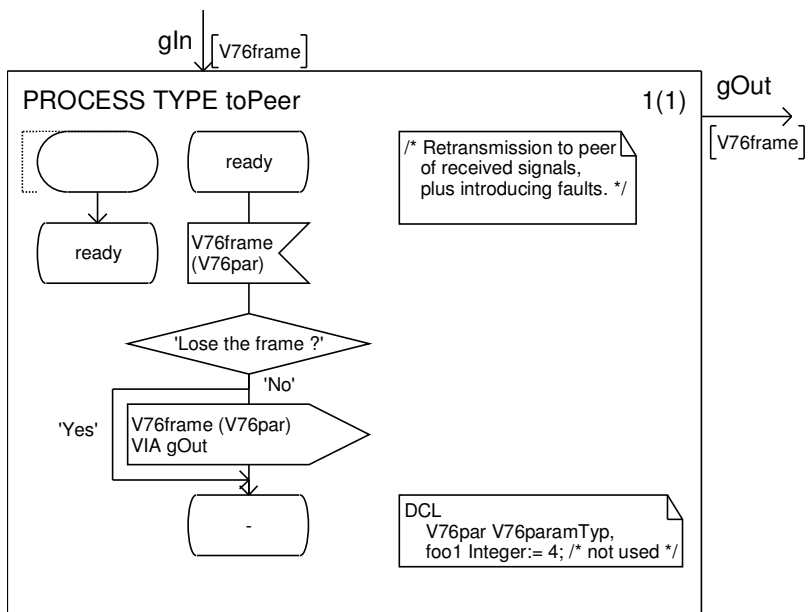 gIn
[V76frame]
PROCESS TYPE toPeer
1(1)
gOut
[V76frame]
ready
/* Retransmission to peer
of received signals,
plus introducing faults. */
ready
V76frame
(V76par)
'Lose the frame ?'
'No'
'Yes'
V76frame (V76par)
VIA gOut
-
DCL
V76par V76paramTyp,
foo1 Integer:= 4; /* not used */